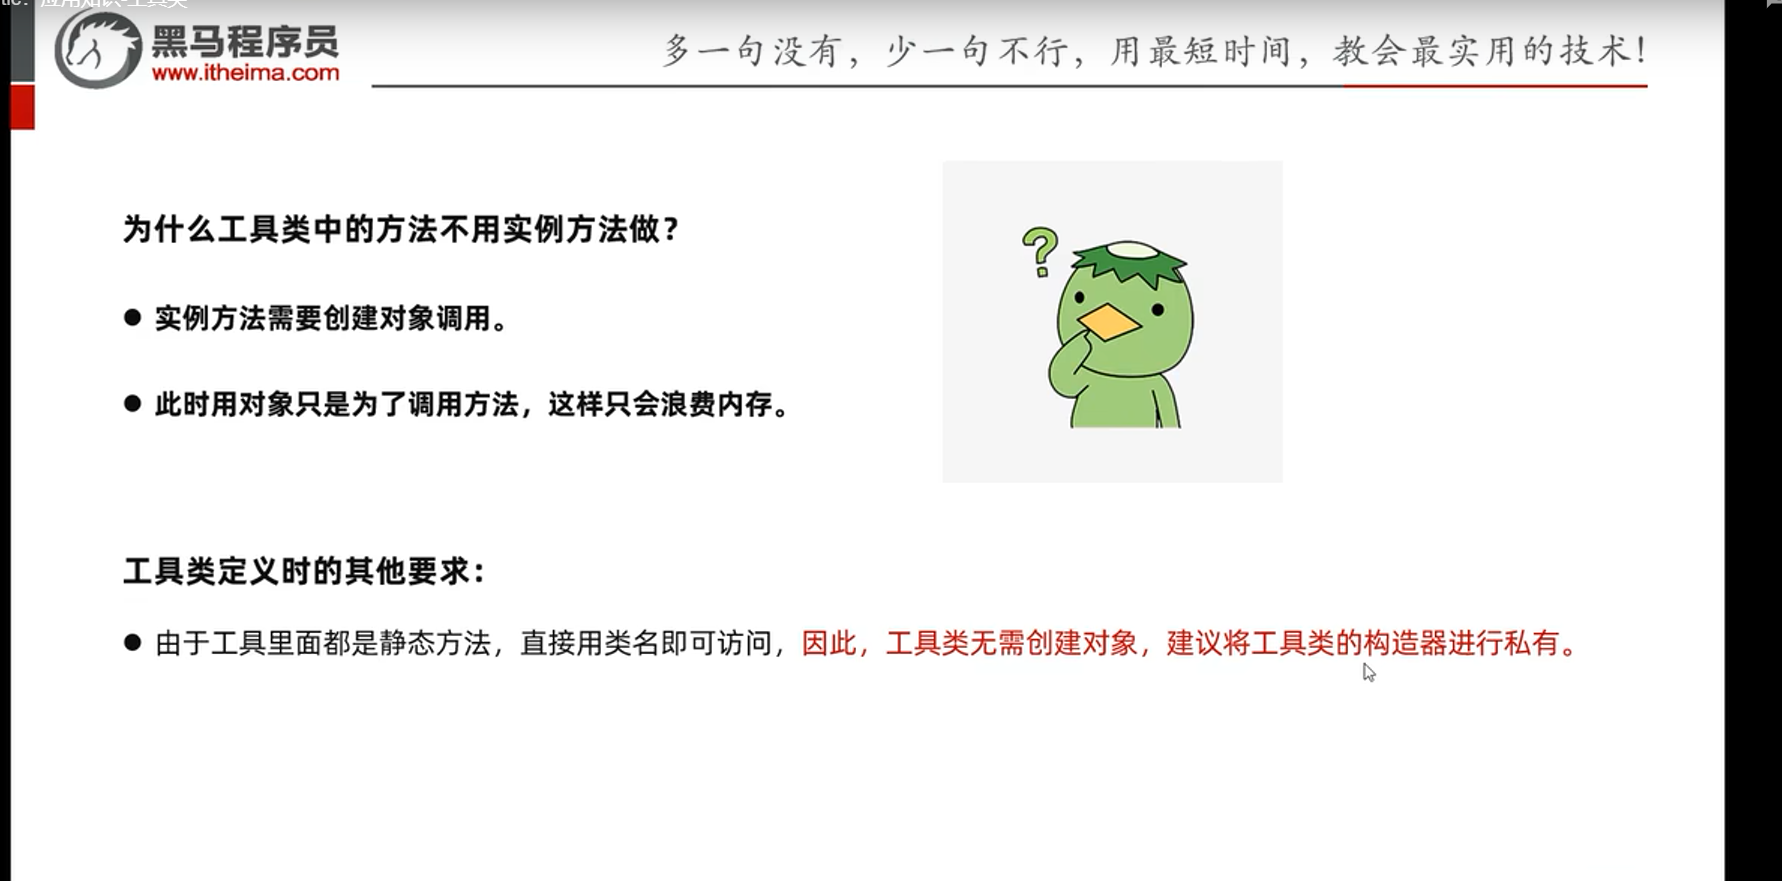 应用知识-工具类
黑马程序员
www.itheima.com
多一句没有，少一句不行，用最短时间，教会最实用的技术！
为什么工具类中的方法不用实例方法做？
?
● 实例方法需要创建对象调用。
● 此时用对象只是为了调用方法，这样只会浪费内存。
工具类定义时的其他要求：
● 由于工具里面都是静态方法，直接用类名即可访问，因此，工具类无需创建对象，建议将工具类的构造器进行私有。